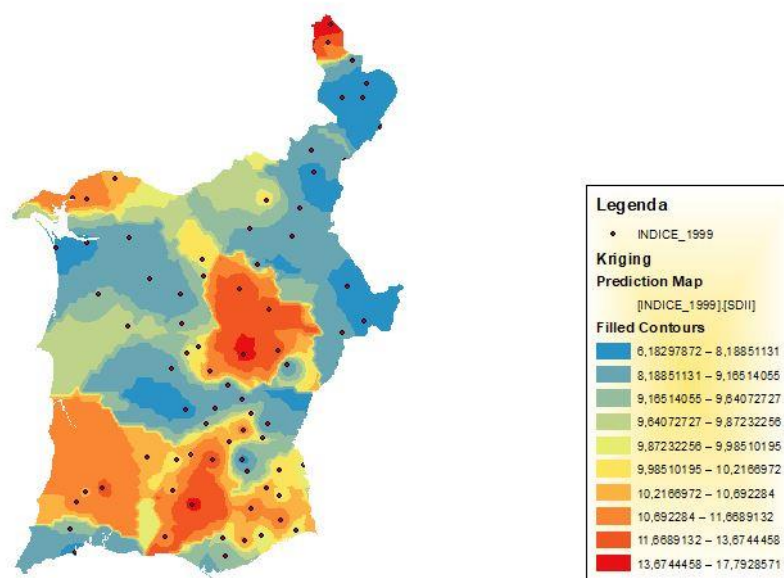 Legenda
INDICE_1999
Kriging
Prediction Map
[INDICE_1999].[SDII]
Filled Contours
6,18297872 – 8,18851131
8,18851131 – 9,16514055
9,16514055 – 9,64072727
9,64072727 – 9,87232256
9,87232256 – 9,98510195
9,98510195 – 10,2166972
10,2166972 – 10,692284
10,692284 – 11,6689132
11,6689132 – 13,6744458
13,6744458 – 17,7928571